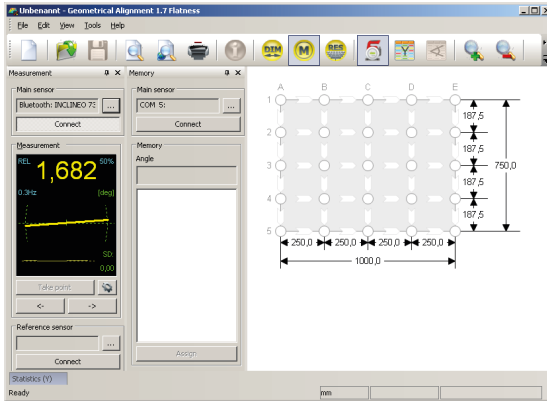 Unbenannt - Geometrical Alignment 1.7 Flatness
File Edit View Tools Help
DIM M RES
Measurement
Main sensor
Bluetooth: INCLINEO 73
...
Connect
Measurement
REL 1,682 50%
0.3Hz [deg]
SD:
0,00
Take point
<- ->
Reference sensor
...
Connect
Memory
Main sensor
COM 5:
...
Connect
Memory
Angle
Assign
A B C D E
1
2
3
4
5
187,5
187,5
187,5
187,5
750,0
250,0 250,0 250,0 250,0
1000,0
Statistics (Y)
Ready
mm